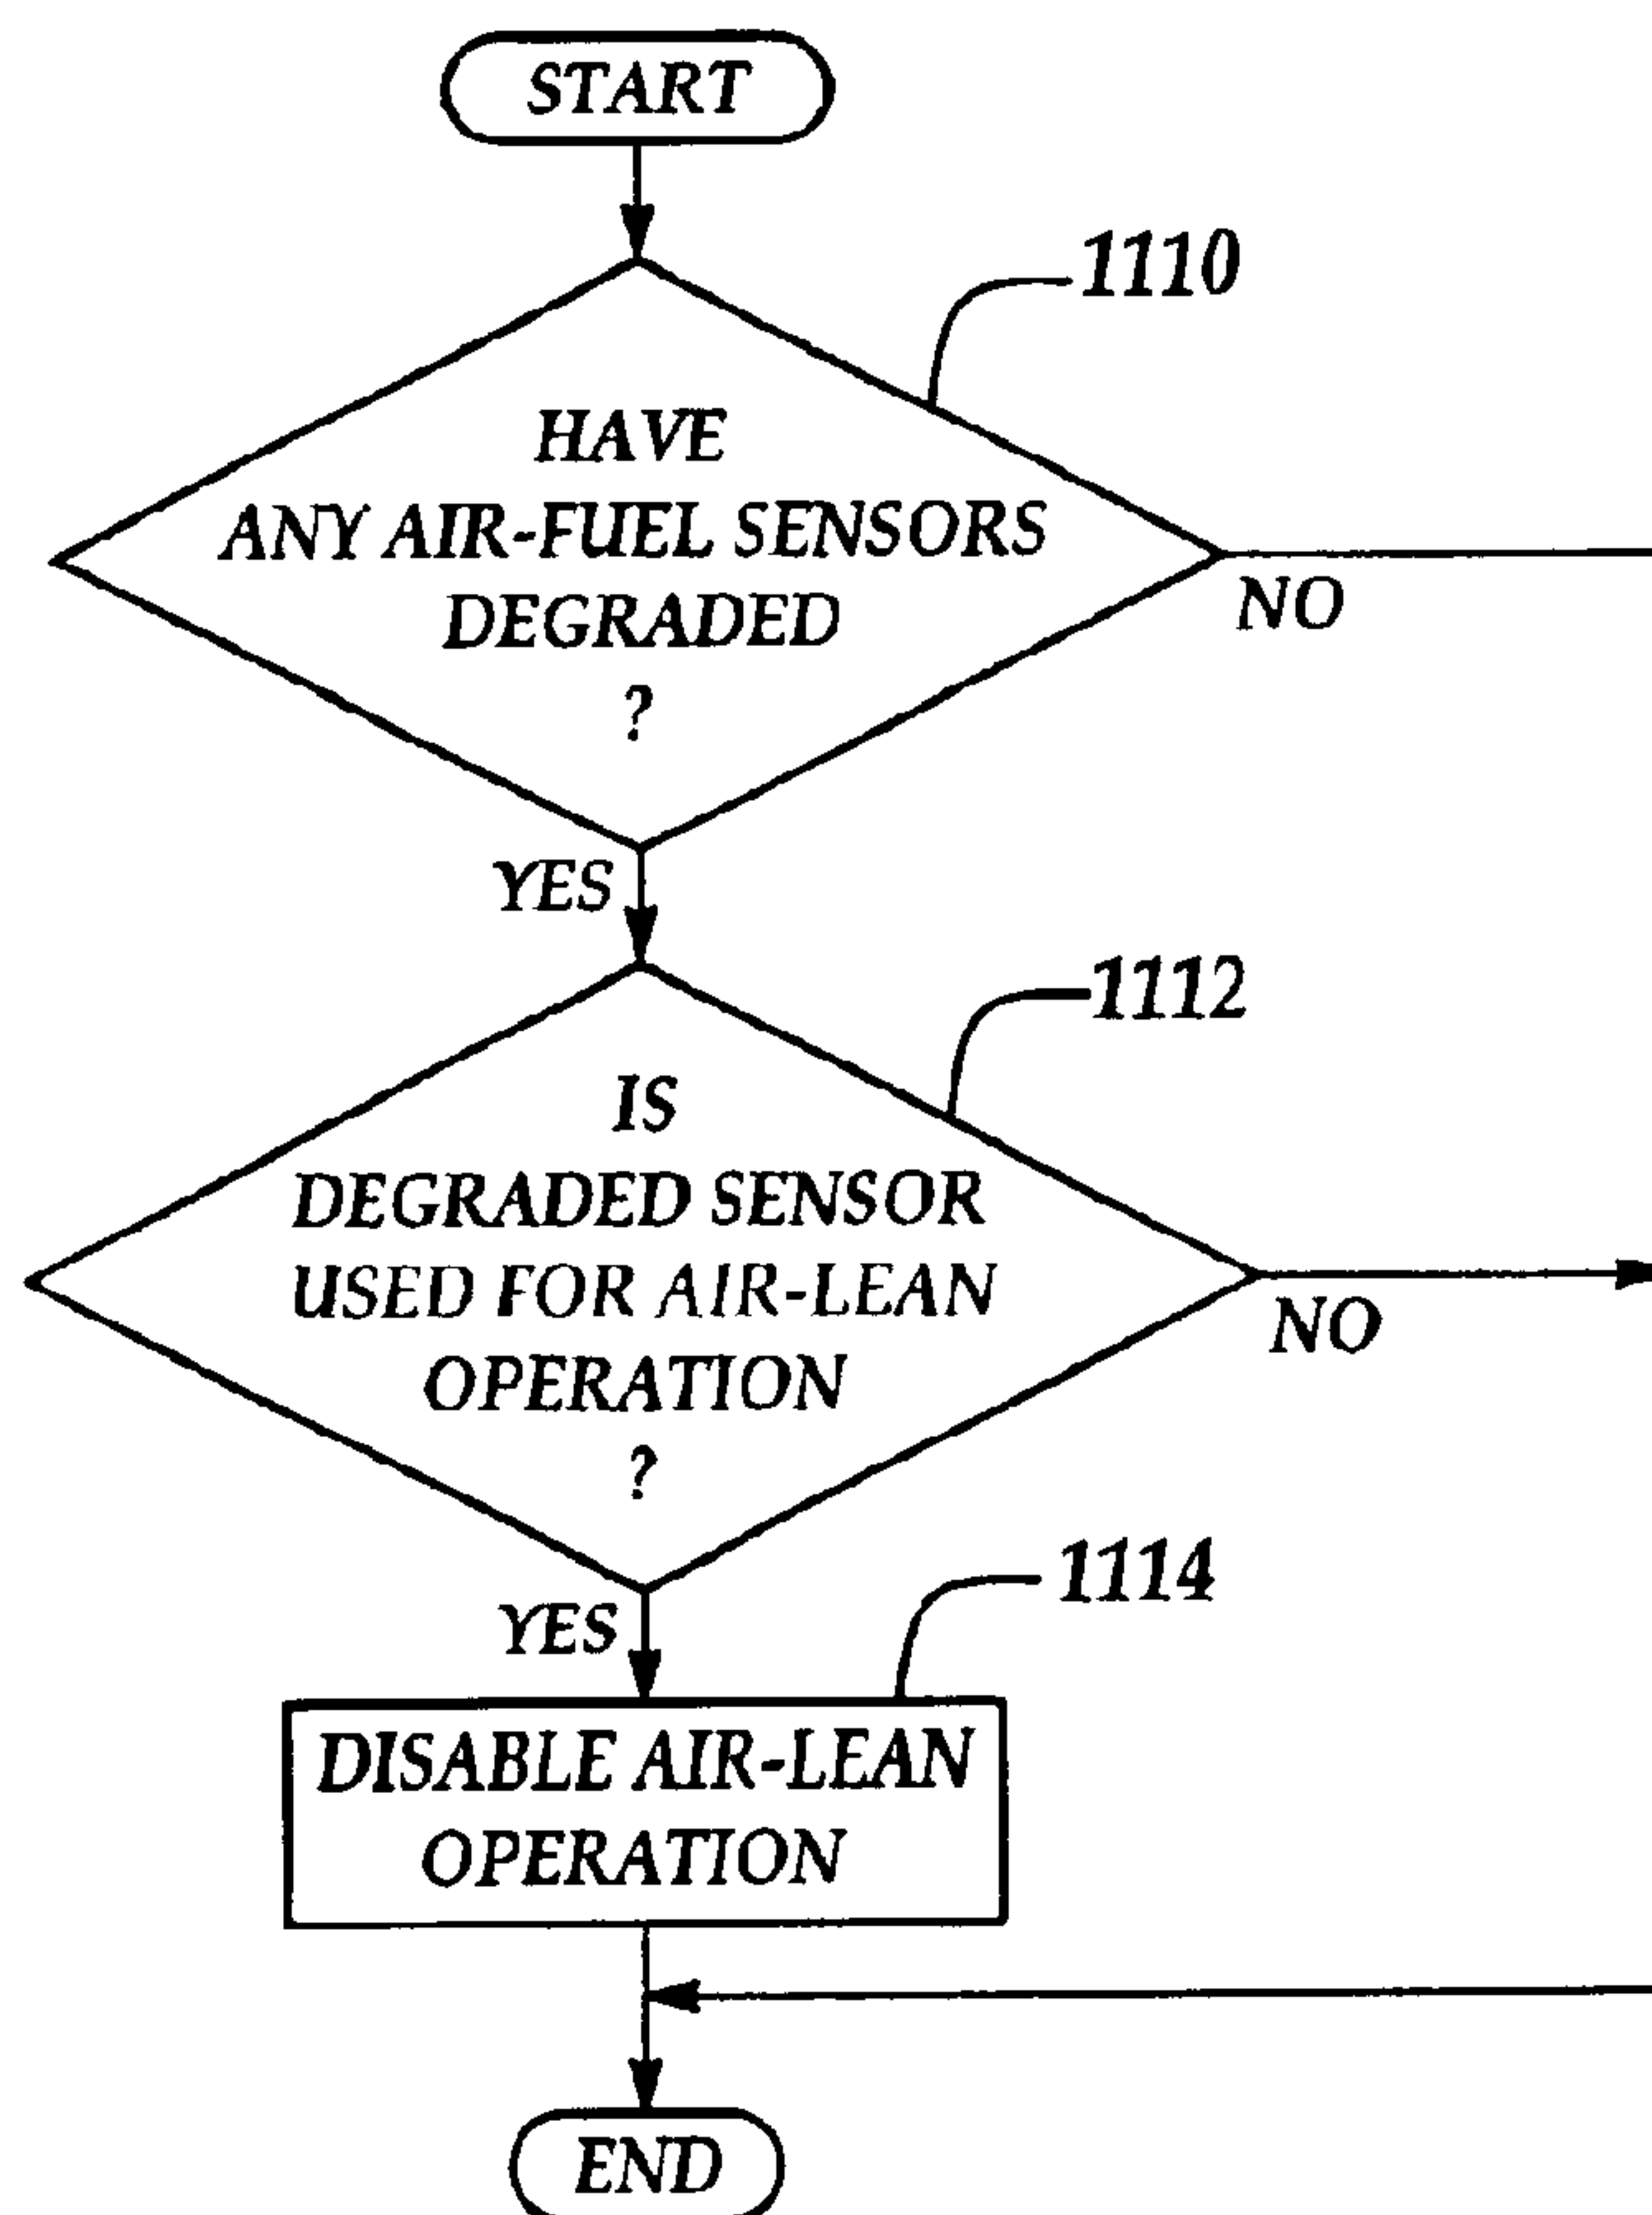 START
1110
HAVE
ANY AIR-FUEL SENSORS
DEGRADED
?
NO
YES
1112
IS
DEGRADED SENSOR
USED FOR AIR-LEAN
OPERATION
?
NO
YES
1114
DISABLE AIR-LEAN
OPERATION
END